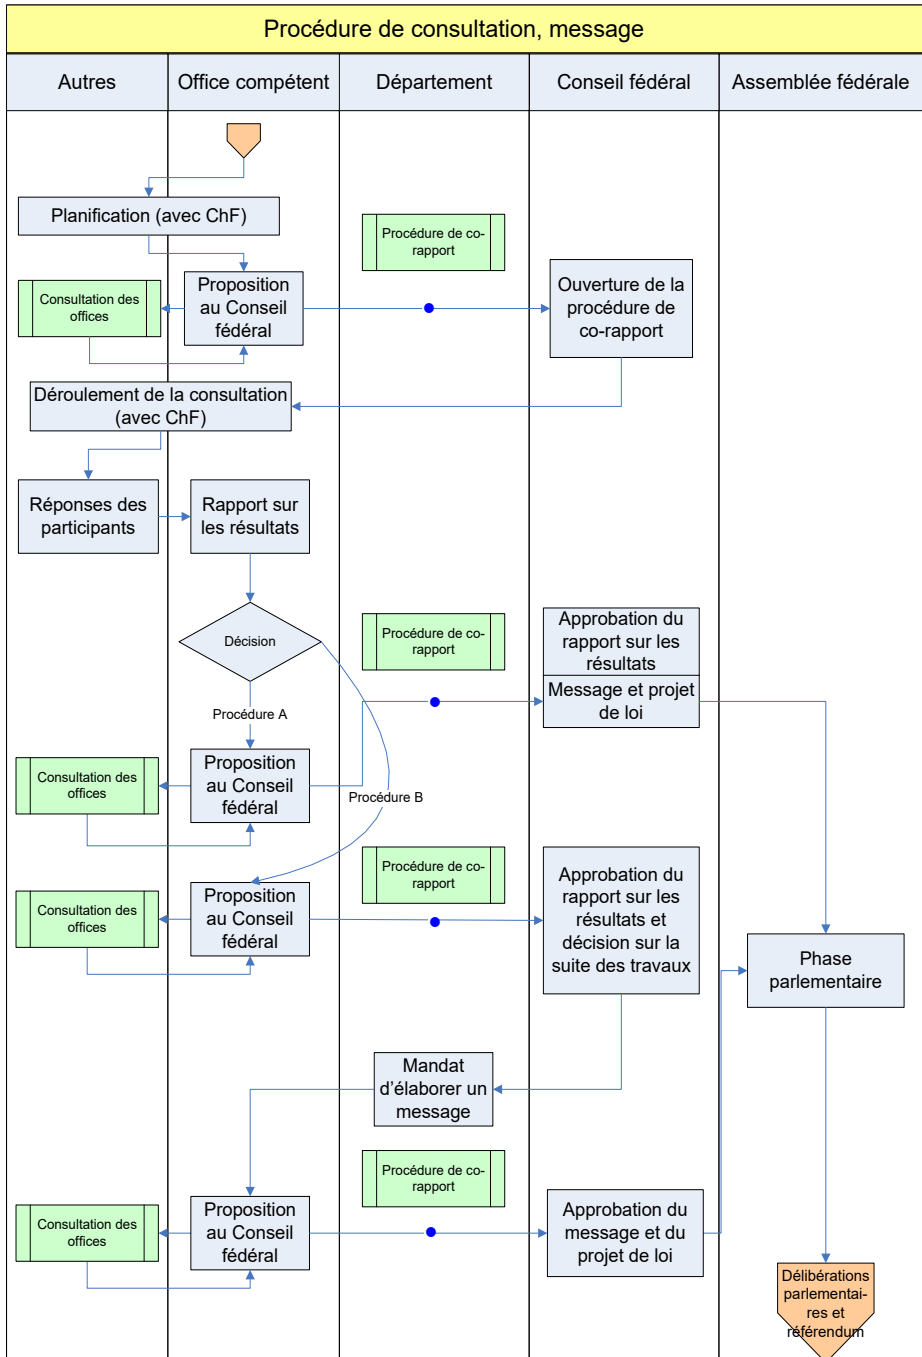 Procédure de consultation, message
Autres
Office compétent
Département
Conseil fédéral
Assemblée fédérale
Planification (avec ChF)
Procédure de co-
rapport
Consultation des
offices
Proposition
au Conseil
fédéral
Ouverture de la
procédure de
co-rapport
Déroulement de la consultation
(avec ChF)
Réponses des
participants
Rapport sur
les résultats
Décision
Procédure de co-
rapport
Approbation du
rapport sur les
résultats
Message et projet
de loi
Procédure A
Consultation des
offices
Proposition
au Conseil
fédéral
Procédure B
Procédure de co-
rapport
Consultation des
offices
Proposition
au Conseil
fédéral
Approbation du
rapport sur les
résultats et
décision sur la
suite des travaux
Phase
parlementaire
Mandat
d’élaborer un
message
Procédure de co-
rapport
Consultation des
offices
Proposition
au Conseil
fédéral
Approbation du
message et du
projet de loi
Délibérations
parlementai-
res et
référendum